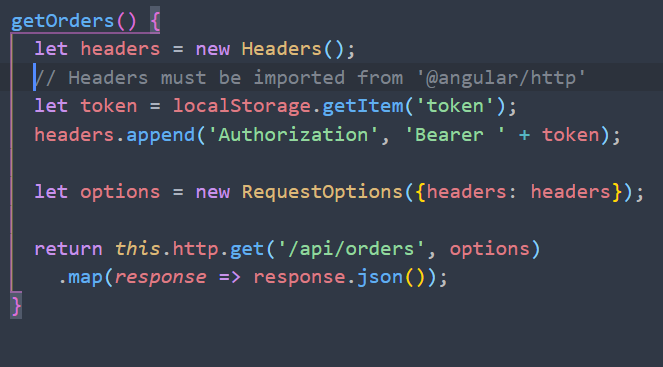 getOrders() {
let headers = new Headers();
// Headers must be imported from '@angular/http'
let token = localStorage.getItem('token');
headers.append('Authorization', 'Bearer ' + token);
let options = new RequestOptions({headers: headers});
return this.http.get('/api/orders', options)
.map(response => response.json());
}